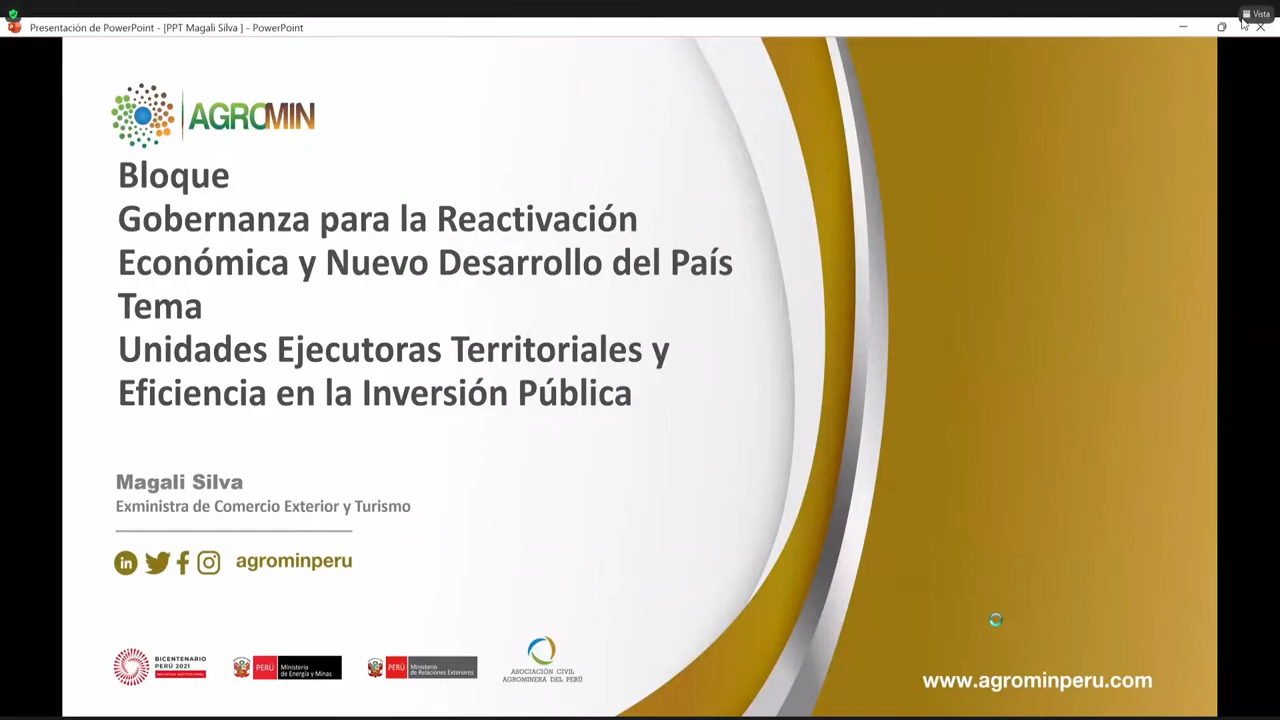 Vista
Presentación de PowerPoint - [PPT Magali Silva ] - PowerPoint
AGROMIN
Bloque
Gobernanza para la Reactivación
Económica y Nuevo Desarrollo del País
Tema
Unidades Ejecutoras Territoriales y
Eficiencia en la Inversión Pública
Magali Silva
Exministra de Comercio Exterior y Turismo
in f agrominperu
BICENTENARIO
PERÚ 2021
PERÚ
Ministerio
de Energía y Minas
PERÚ
Ministerio
de Relaciones Exteriores
ASOCIACIÓN CIVIL
AGROMINERA DEL PERÚ
www.agrominperu.com